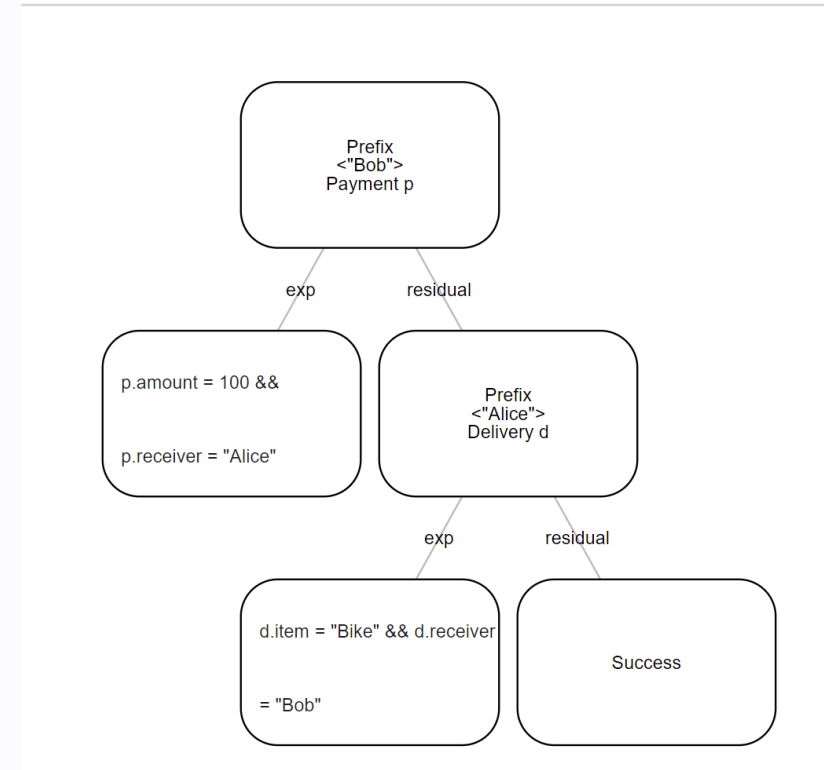 Prefix
<"Bob">
Payment p
exp
residual
p.amount = 100 &&
p.receiver = "Alice"
Prefix
<"Alice">
Delivery d
exp
residual
d.item = "Bike" && d.receiver
= "Bob"
Success